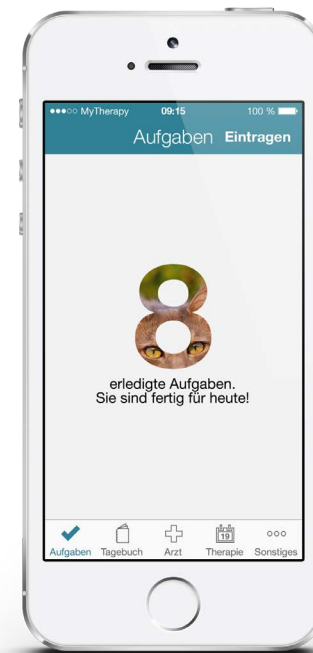 MyTherapy 09:15 100 %
Aufgaben Eintragen
8
erledigte Aufgaben.
Sie sind fertig für heute!
19
Aufgaben Tagebuch Arzt Therapie Sonstiges